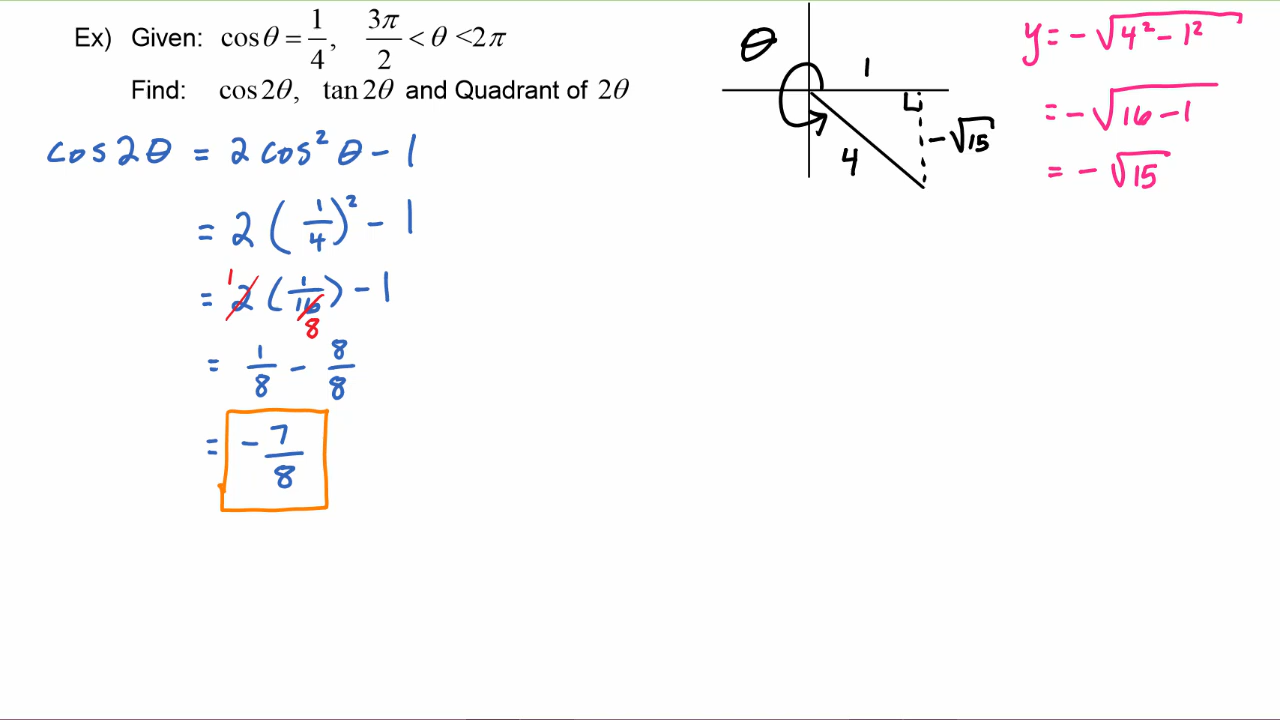 Ex) Given: cos θ = 1/4, 3π/2 < θ < 2π
Find: cos 2θ, tan 2θ and Quadrant of 2θ
cos 2θ = 2 cos² θ − 1
= 2 (1/4)² − 1
= 2 (1/16) − 1
1
8
= 1/8 − 8/8
= −7/8
θ
1
4
−√15
y = −√(4² − 1²)
= −√(16 − 1)
= −√15